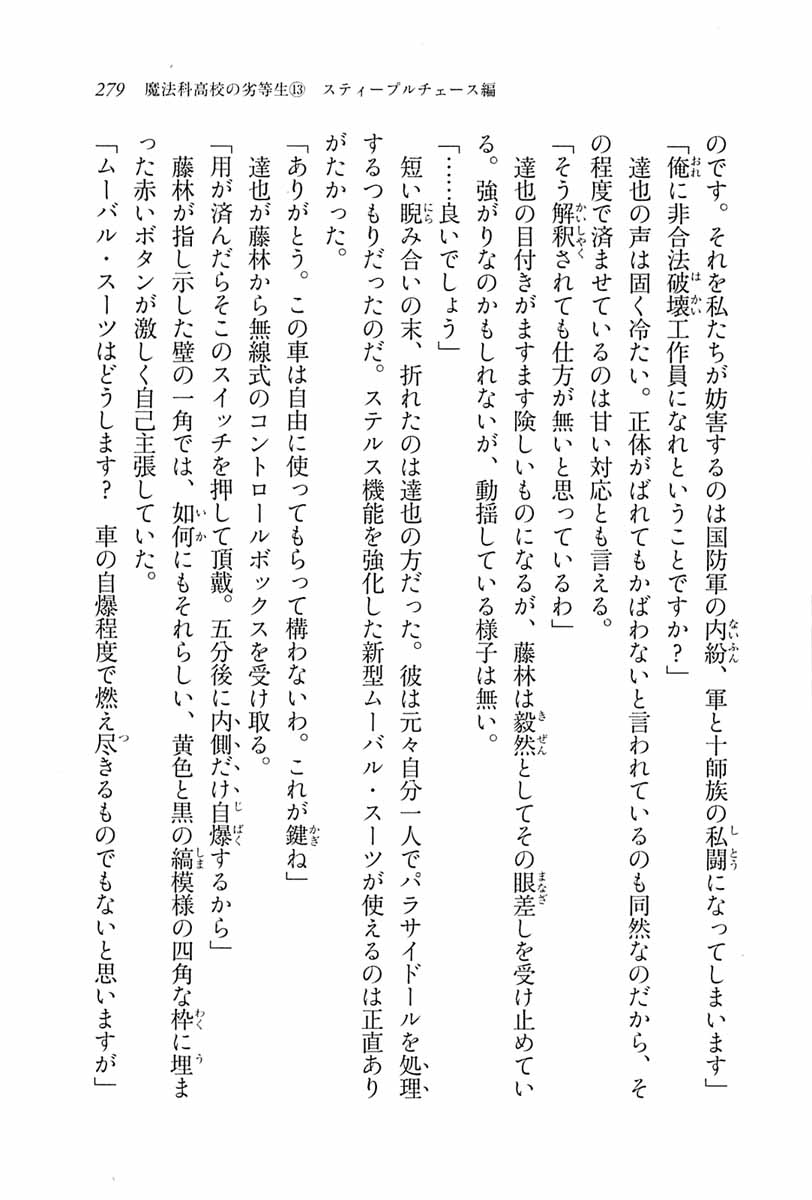 279　魔法科高校の劣等生⑬　スティープルチェース編
のです。それを私たちが妨害するのは国防軍の内紛、軍と十師族の私闘になってしまいます」
「俺に非合法破壊工作員になれということですか？」
　達也の声は固く冷たい。正体がばれてもかばわないと言われているのも同然なのだから、そ
の程度で済ませているのは甘い対応とも言える。
「そう解釈されても仕方が無いと思っているわ」
　達也の目付きがますます険しいものになるが、藤林は毅然としてその眼差しを受け止めてい
る。強がりなのかもしれないが、動揺している様子は無い。
「……良いでしょう」
　短い睨み合いの末、折れたのは達也の方だった。彼は元々自分一人でパラサイドールを処理
するつもりだったのだ。ステルス機能を強化した新型ムーバル・スーツが使えるのは正直あり
がたかった。
「ありがとう。この車は自由に使ってもらって構わないわ。これが鍵ね」
　達也が藤林から無線式のコントロールボックスを受け取る。
「用が済んだらそこのスイッチを押して頂戴。五分後に内側だけ自爆するから」
　藤林が指し示した壁の一角では、如何にもそれらしい、黄色と黒の縞模様の四角な枠に埋ま
った赤いボタンが激しく自己主張していた。
「ムーバル・スーツはどうします？　車の自爆程度で燃え尽きるものでもないと思いますが」